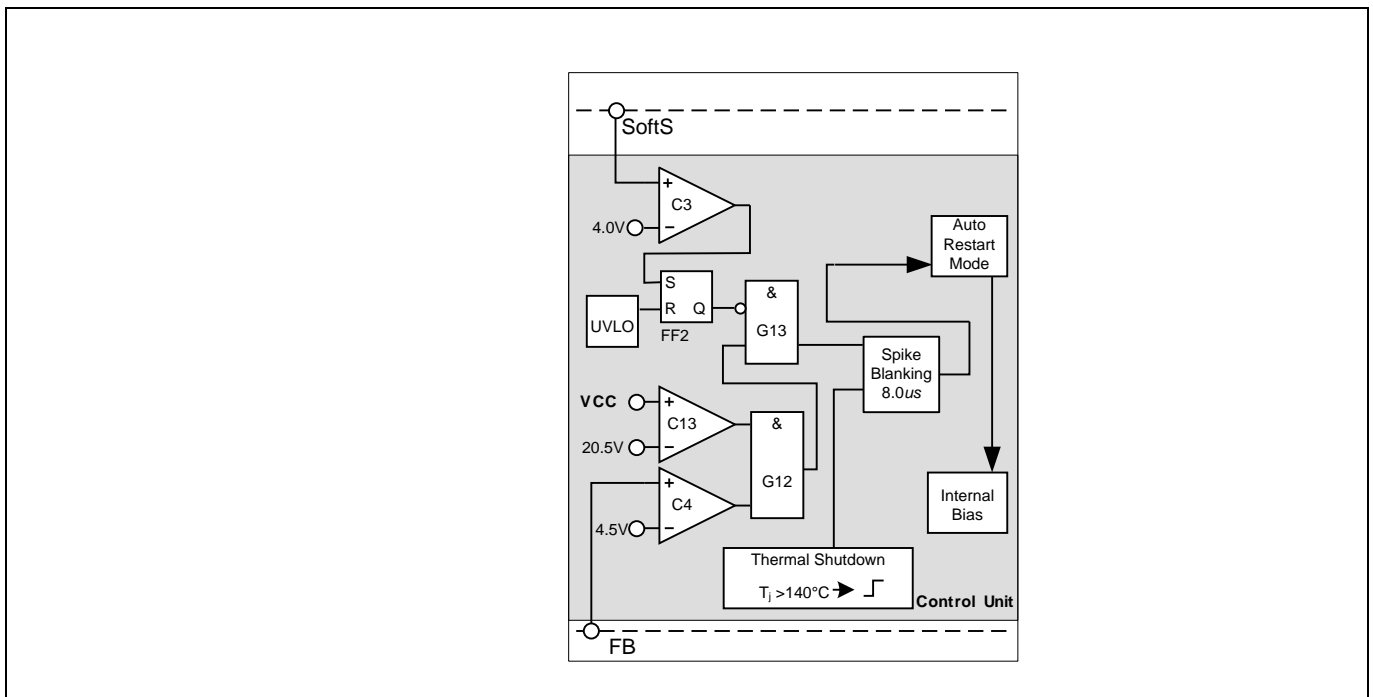 SoftS
+
C3
4.0V
−
Auto
Restart
Mode
S
R Q
FF2
UVLO
&
G13
Spike
Blanking
8.0us
VCC
+
C13
20.5V
−
&
G12
+
C4
4.5V
−
Internal
Bias
Thermal Shutdown
Tj >140°C
Control Unit
FB